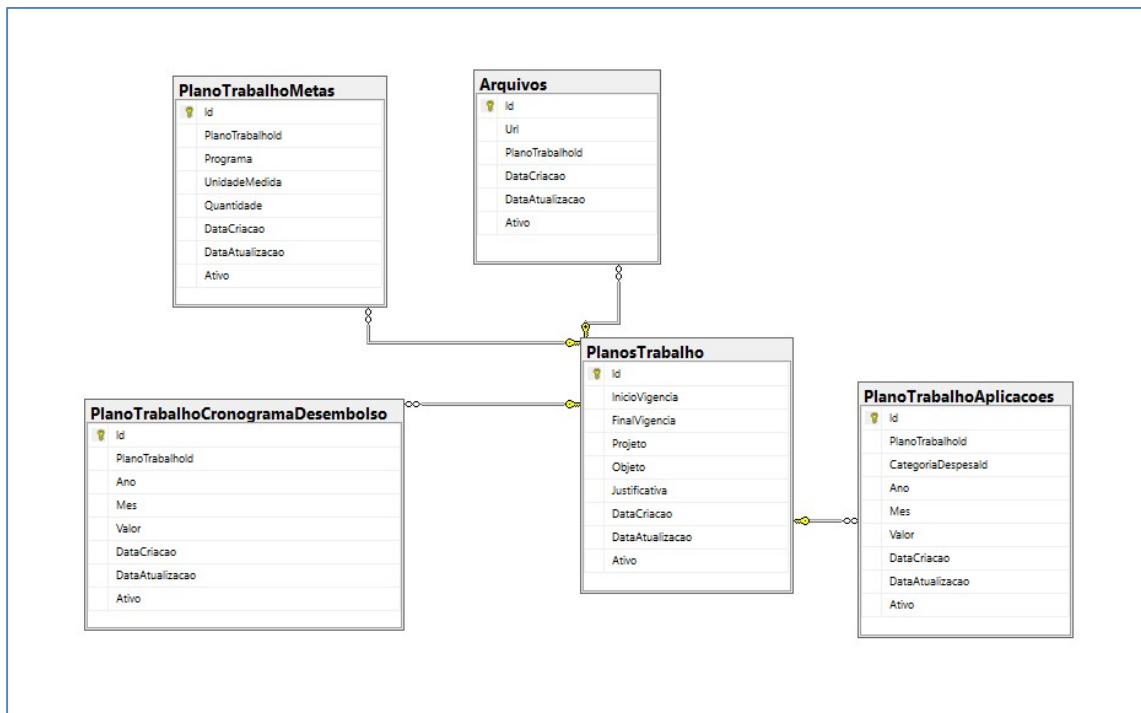 PlanoTrabalhoMetas
Id
PlanoTrabalhoId
Programa
UnidadeMedida
Quantidade
DataCriacao
DataAtualizacao
Ativo
Arquivos
Id
Url
PlanoTrabalhoId
DataCriacao
DataAtualizacao
Ativo
PlanosTrabalho
Id
InicioVigencia
FinalVigencia
Projeto
Objeto
Justificativa
DataCriacao
DataAtualizacao
Ativo
PlanoTrabalhoCronogramaDesembolso
Id
PlanoTrabalhoId
Ano
Mes
Valor
DataCriacao
DataAtualizacao
Ativo
PlanoTrabalhoAplicacoes
Id
PlanoTrabalhoId
CategoriaDespesaId
Ano
Mes
Valor
DataCriacao
DataAtualizacao
Ativo